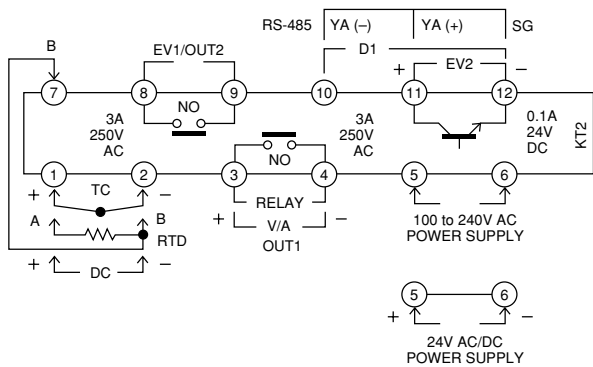 RS-485 YA (–) YA (+) SG
B EV1/OUT2 D1
+ EV2 –
7 8 9 10 11 12
3A
250V
AC
NO
3A
250V
AC
0.1A
24V
DC
KT2
NO
1 2 3 4 5 6
+ TC –
RELAY
A B
RTD
+ V/A –
OUT1
100 to 240V AC
POWER SUPPLY
+ DC –
5 6
+ –
24V AC/DC
POWER SUPPLY